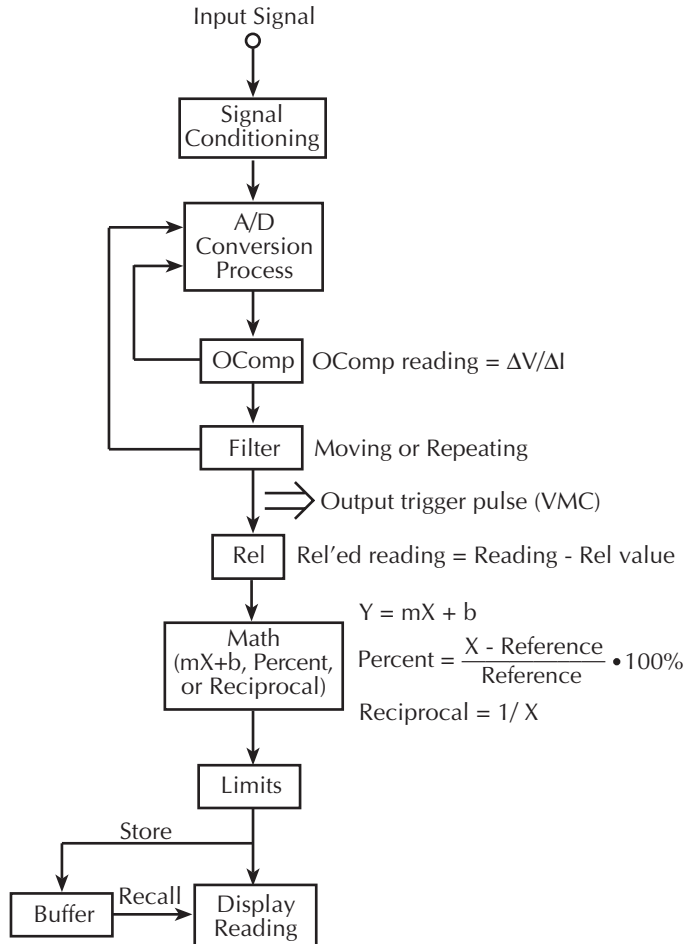 Input Signal
Signal
Conditioning
A/D
Conversion
Process
OComp
OComp reading = ΔV/ΔI
Filter
Moving or Repeating
Output trigger pulse (VMC)
Rel
Rel'ed reading = Reading - Rel value
Math
(mX+b, Percent,
or Reciprocal)
Y = mX + b
Percent = X - Reference / Reference • 100%
Reciprocal = 1/ X
Limits
Store
Buffer
Recall
Display
Reading